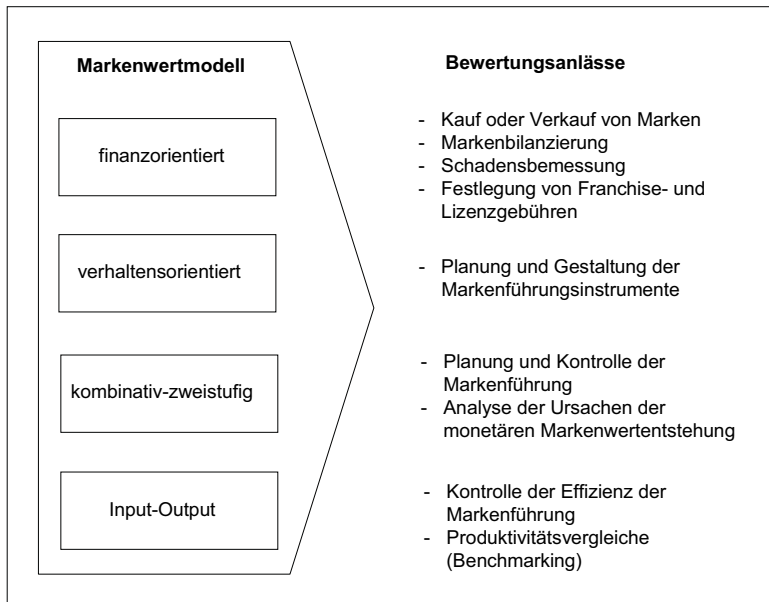 Markenwertmodell
Bewertungsanlässe
finanzorientiert
- Kauf oder Verkauf von Marken
- Markenbilanzierung
- Schadensbemessung
- Festlegung von Franchise- und
Lizenzgebühren
verhaltensorientiert
- Planung und Gestaltung der
Markenführungsinstrumente
kombinativ-zweistufig
- Planung und Kontrolle der
Markenführung
- Analyse der Ursachen der
monetären Markenwertentstehung
Input-Output
- Kontrolle der Effizienz der
Markenführung
- Produktivitätsvergleiche
(Benchmarking)